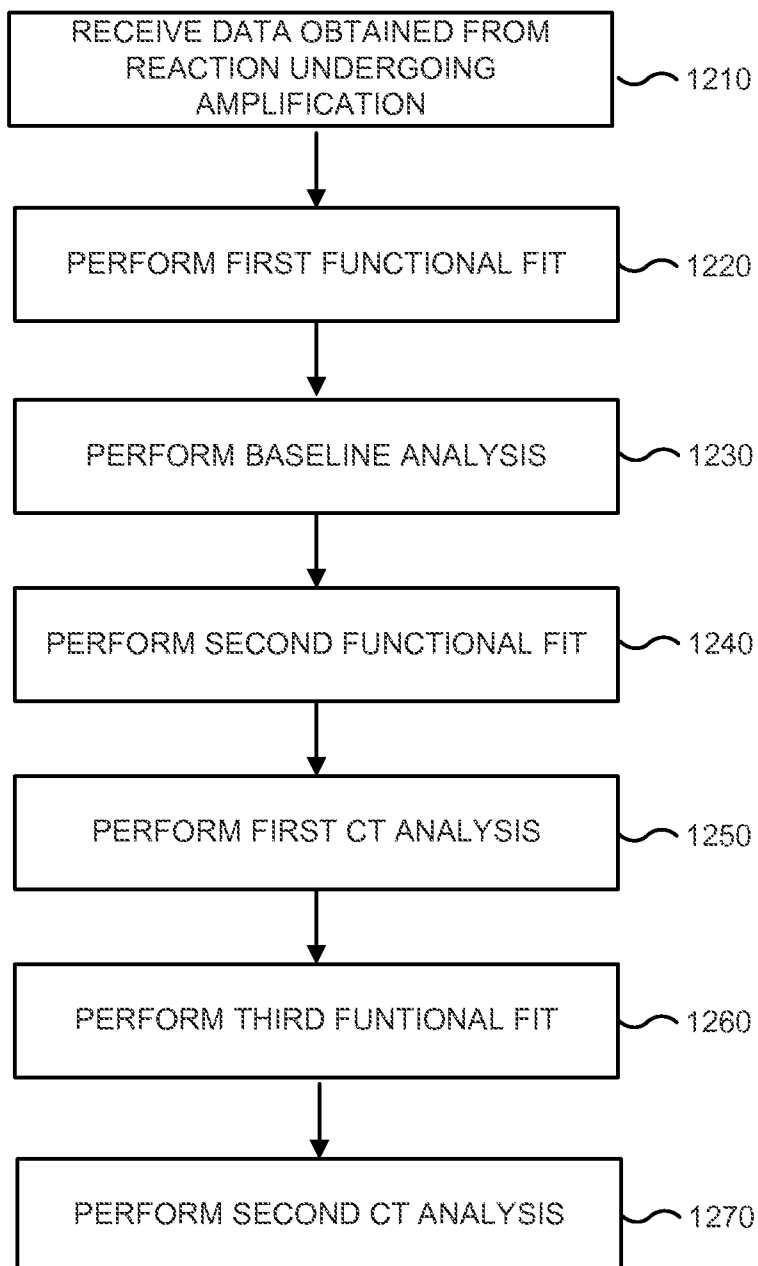 RECEIVE DATA OBTAINED FROM
REACTION UNDERGOING
AMPLIFICATION
1210
PERFORM FIRST FUNCTIONAL FIT
1220
PERFORM BASELINE ANALYSIS
1230
PERFORM SECOND FUNCTIONAL FIT
1240
PERFORM FIRST CT ANALYSIS
1250
PERFORM THIRD FUNTIONAL FIT
1260
PERFORM SECOND CT ANALYSIS
1270